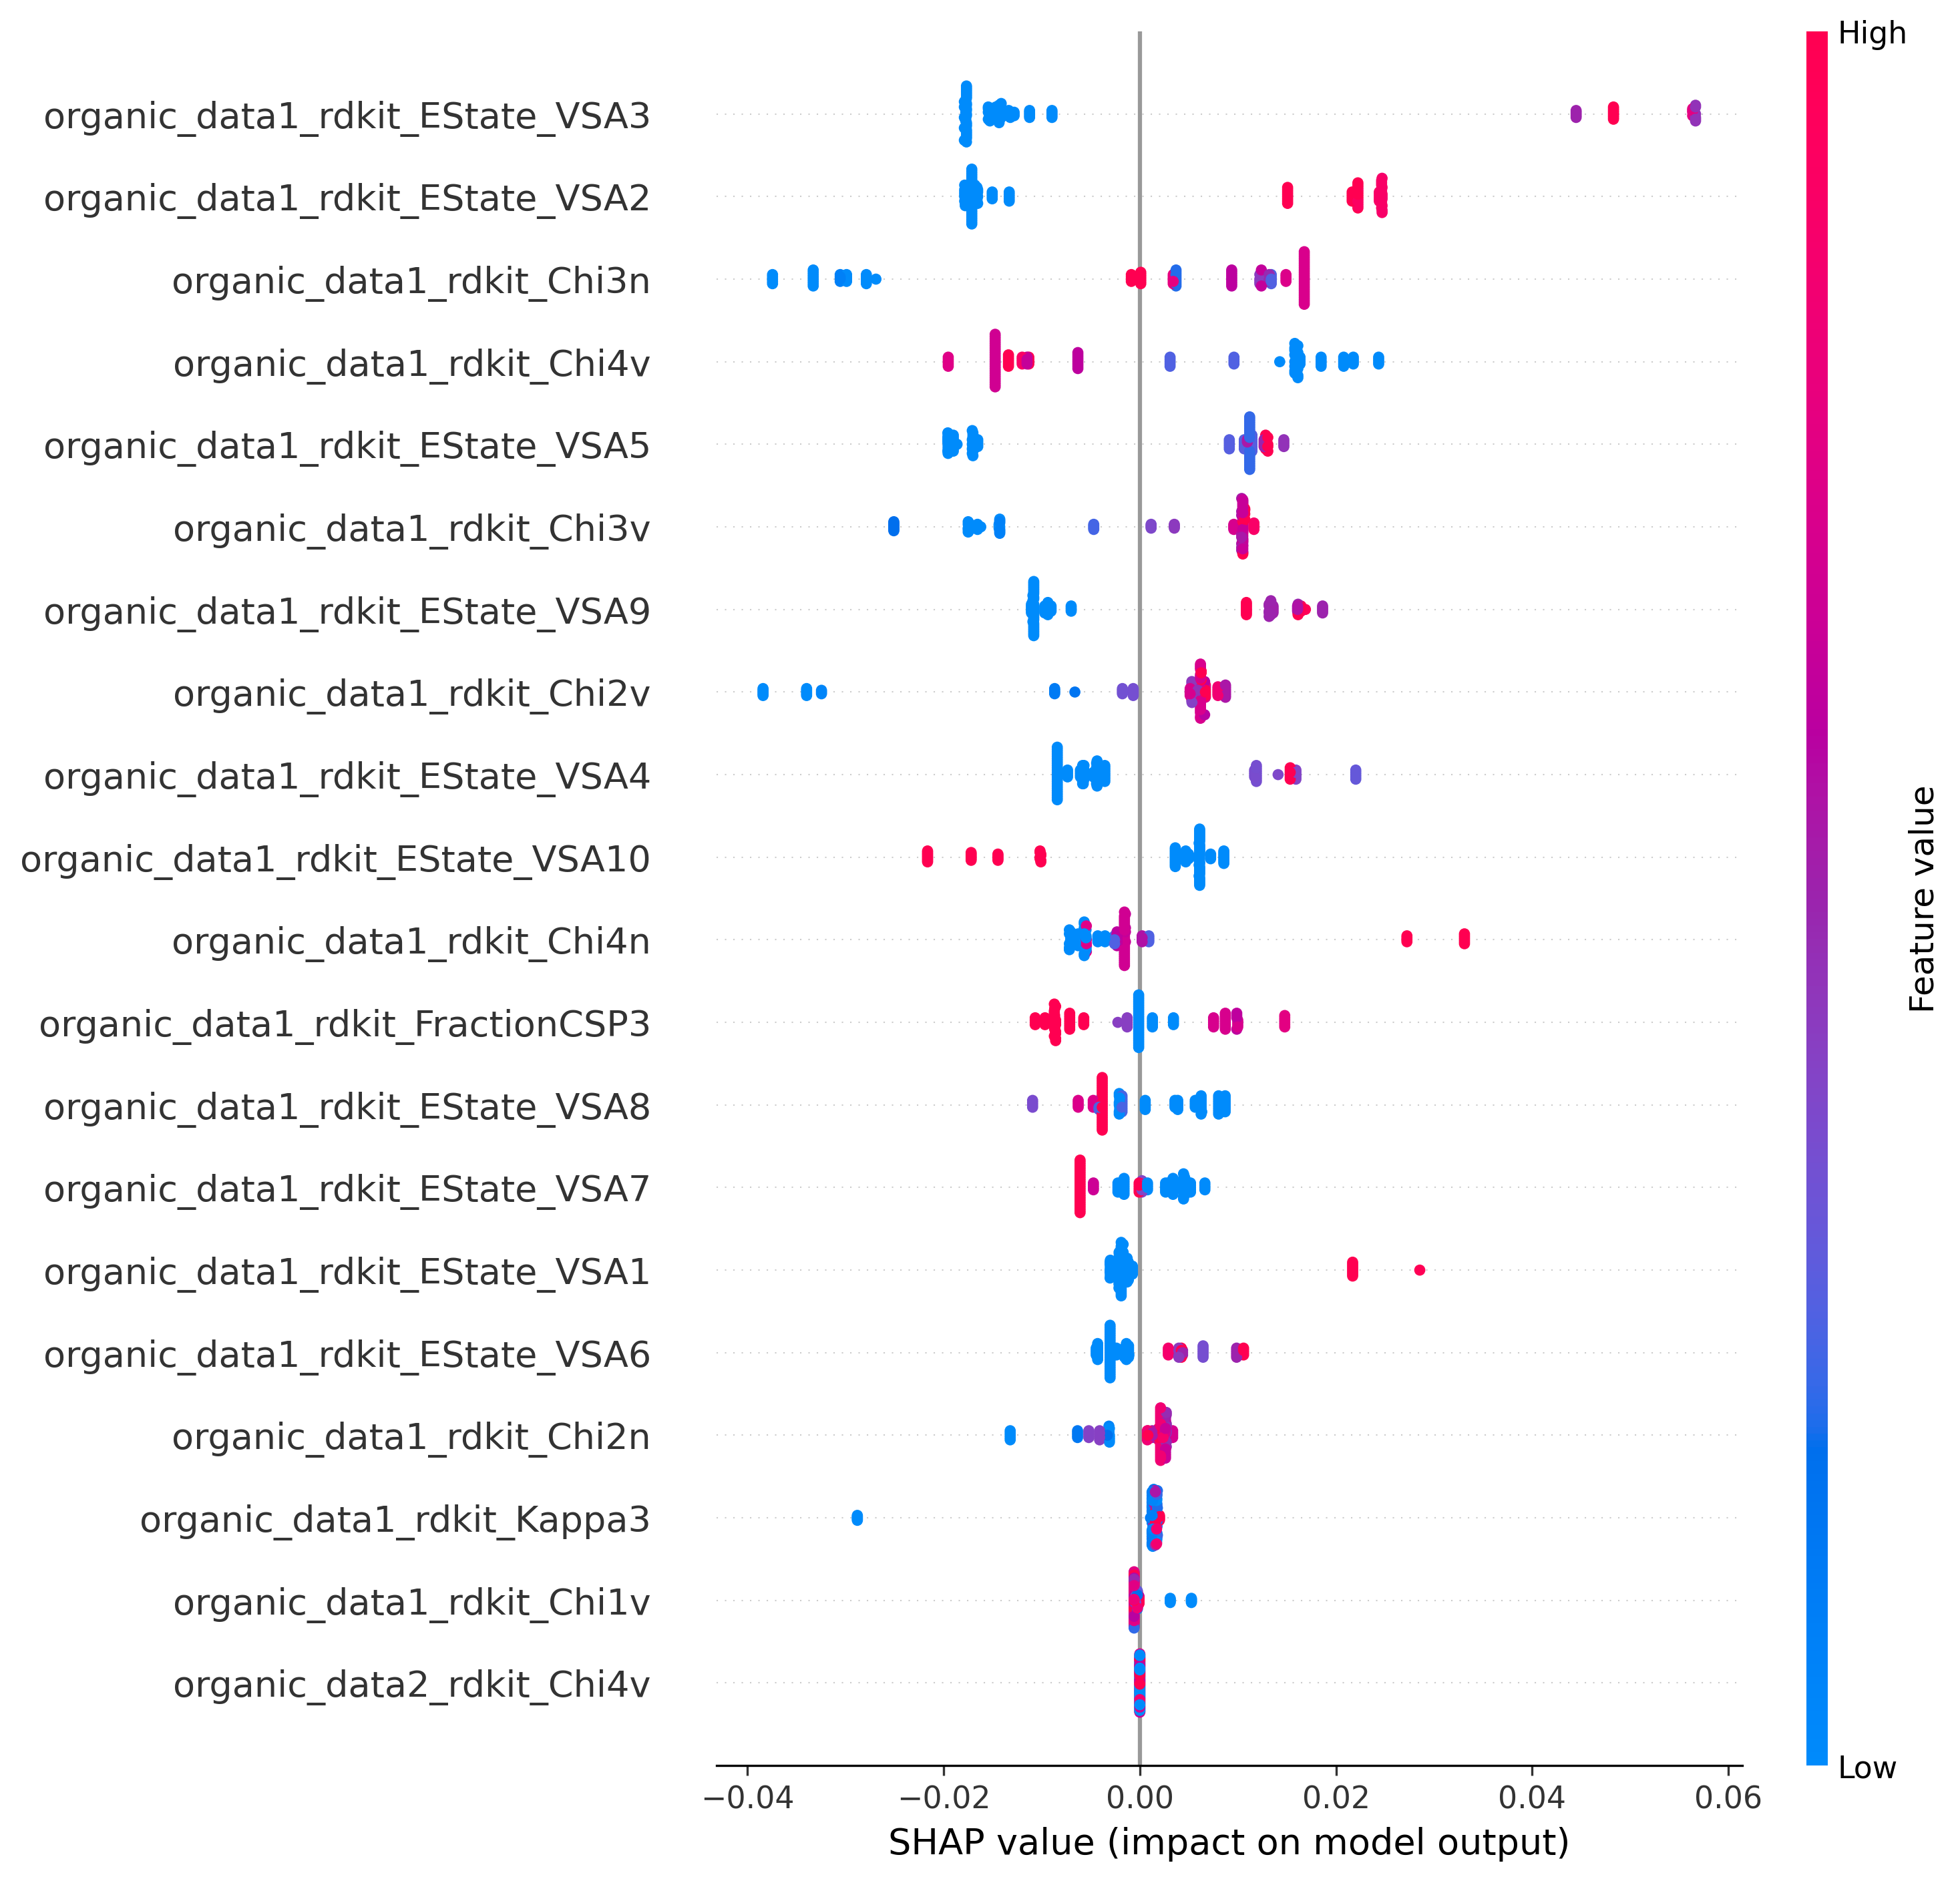 High
organic_data1_rdkit_EState_VSA3
organic_data1_rdkit_EState_VSA2
organic_data1_rdkit_Chi3n
organic_data1_rdkit_Chi4v
organic_data1_rdkit_EState_VSA5
organic_data1_rdkit_Chi3v
organic_data1_rdkit_EState_VSA9
organic_data1_rdkit_Chi2v
organic_data1_rdkit_EState_VSA4
organic_data1_rdkit_EState_VSA10
organic_data1_rdkit_Chi4n
organic_data1_rdkit_FractionCSP3
organic_data1_rdkit_EState_VSA8
organic_data1_rdkit_EState_VSA7
organic_data1_rdkit_EState_VSA1
organic_data1_rdkit_EState_VSA6
organic_data1_rdkit_Chi2n
organic_data1_rdkit_Kappa3
organic_data1_rdkit_Chi1v
organic_data2_rdkit_Chi4v
Feature value
Low
−0.04 −0.02 0.00 0.02 0.04 0.06
SHAP value (impact on model output)